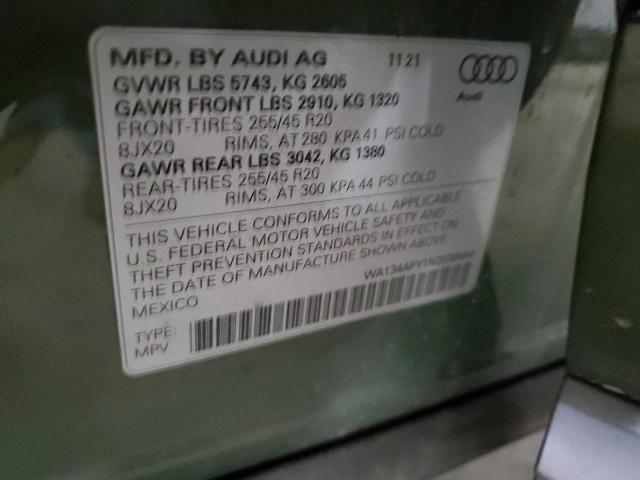 MFD. BY AUDI AG 11 21
GVWR LBS 5743, KG 2605
Audi
GAWR FRONT LBS 2910, KG 1320
FRONT-TIRES 255/45 R20
8JX20 RIMS, AT 280 KPA 41 PSI COLD
GAWR REAR LBS 3042, KG 1380
REAR-TIRES 255/45 R20
8JX20 RIMS, AT 300 KPA 44 PSI COLD
THIS VEHICLE CONFORMS TO ALL APPLICABLE
U.S. FEDERAL MOTOR VEHICLE SAFETY AND
THEFT PREVENTION STANDARDS IN EFFECT ON
THE DATE OF MANUFACTURE SHOWN ABOVE
MEXICO
TYPE:
MPV